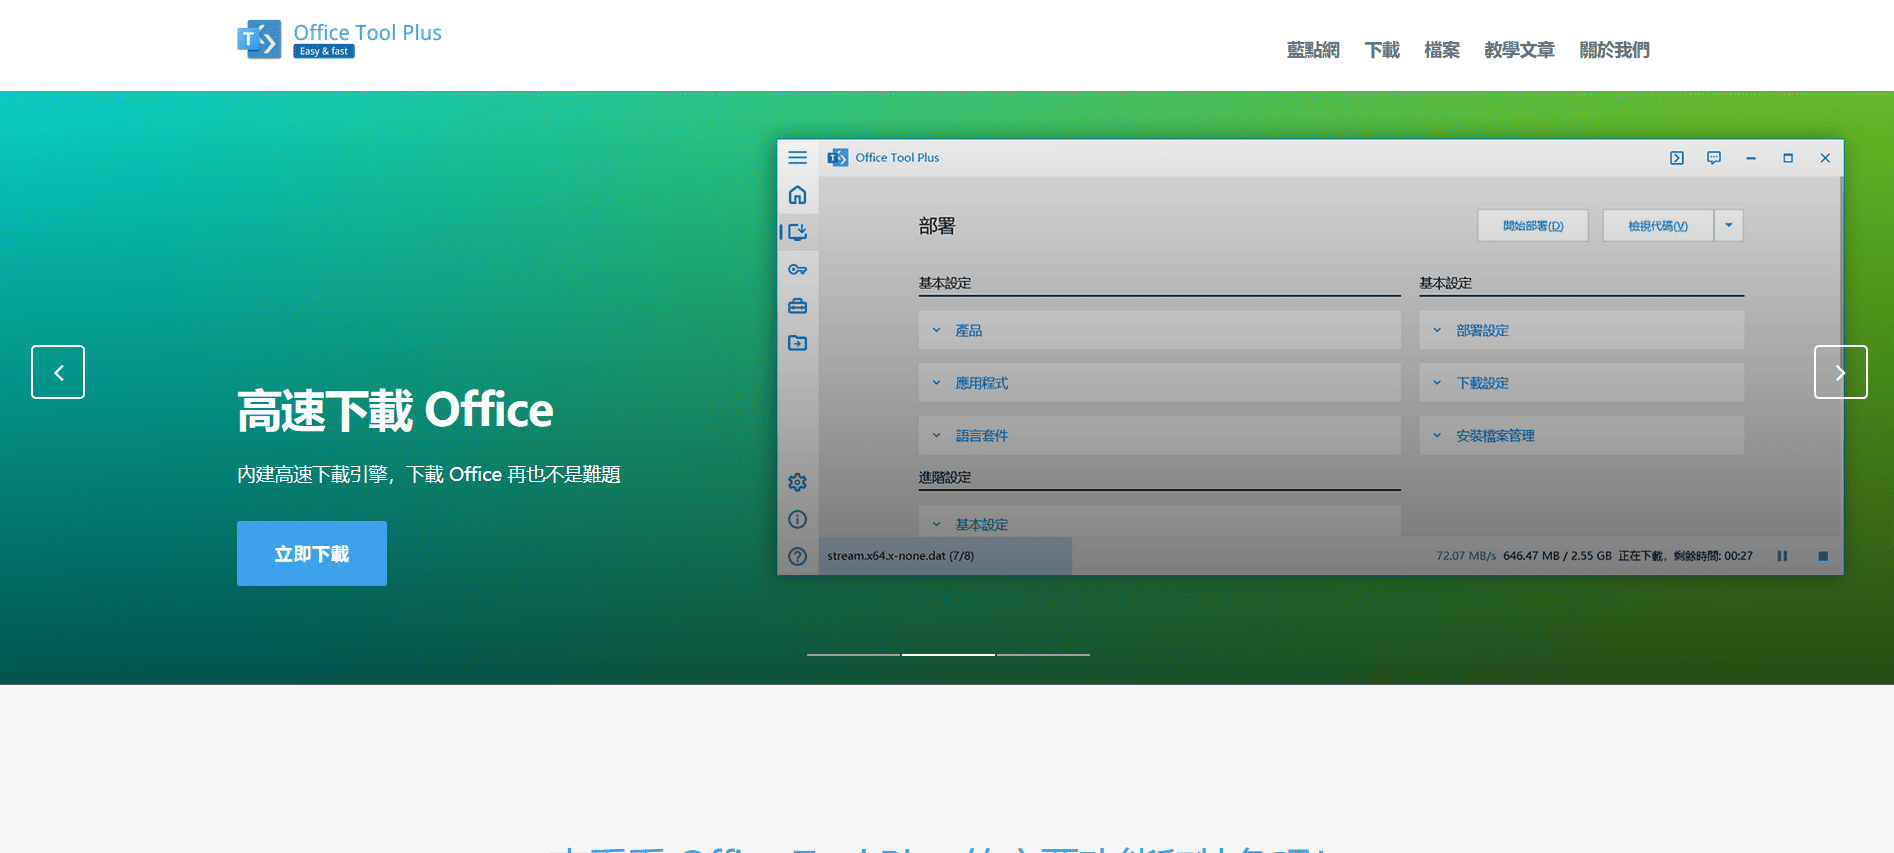 Office Tool Plus
Easy & fast
藍點網 下載 檔案 教學文章 關於我們
Office Tool Plus
部署
開始部署(D) 檢視代碼(V)
基本設定 基本設定
產品 部署設定
應用程式 下載設定
語言套件 安裝檔案管理
進階設定
基本設定
stream.x64.x-none.dat (7/8) 72.07 MB/s 646.47 MB / 2.55 GB 正在下載，剩餘時間: 00:27
高速下載 Office
內建高速下載引擎，下載 Office 再也不是難題
立即下載